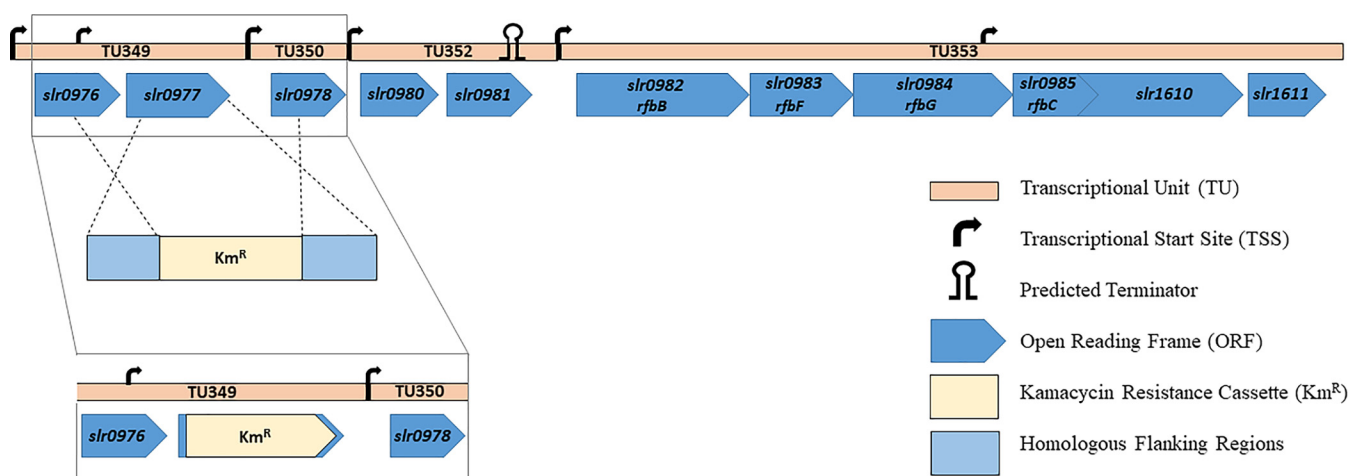 TU349 TU350 TU352 TU353
slr0976 slr0977 slr0978 slr0980 slr0981 slr0982 slr0983 slr0984 slr0985 slr1610 slr1611
rfbB rfbF rfbG rfbC
Km^R
TU349 TU350
slr0976 Km^R slr0978
Transcriptional Unit (TU)
Transcriptional Start Site (TSS)
Predicted Terminator
Open Reading Frame (ORF)
Kamacycin Resistance Cassette (Km^R)
Homologous Flanking Regions